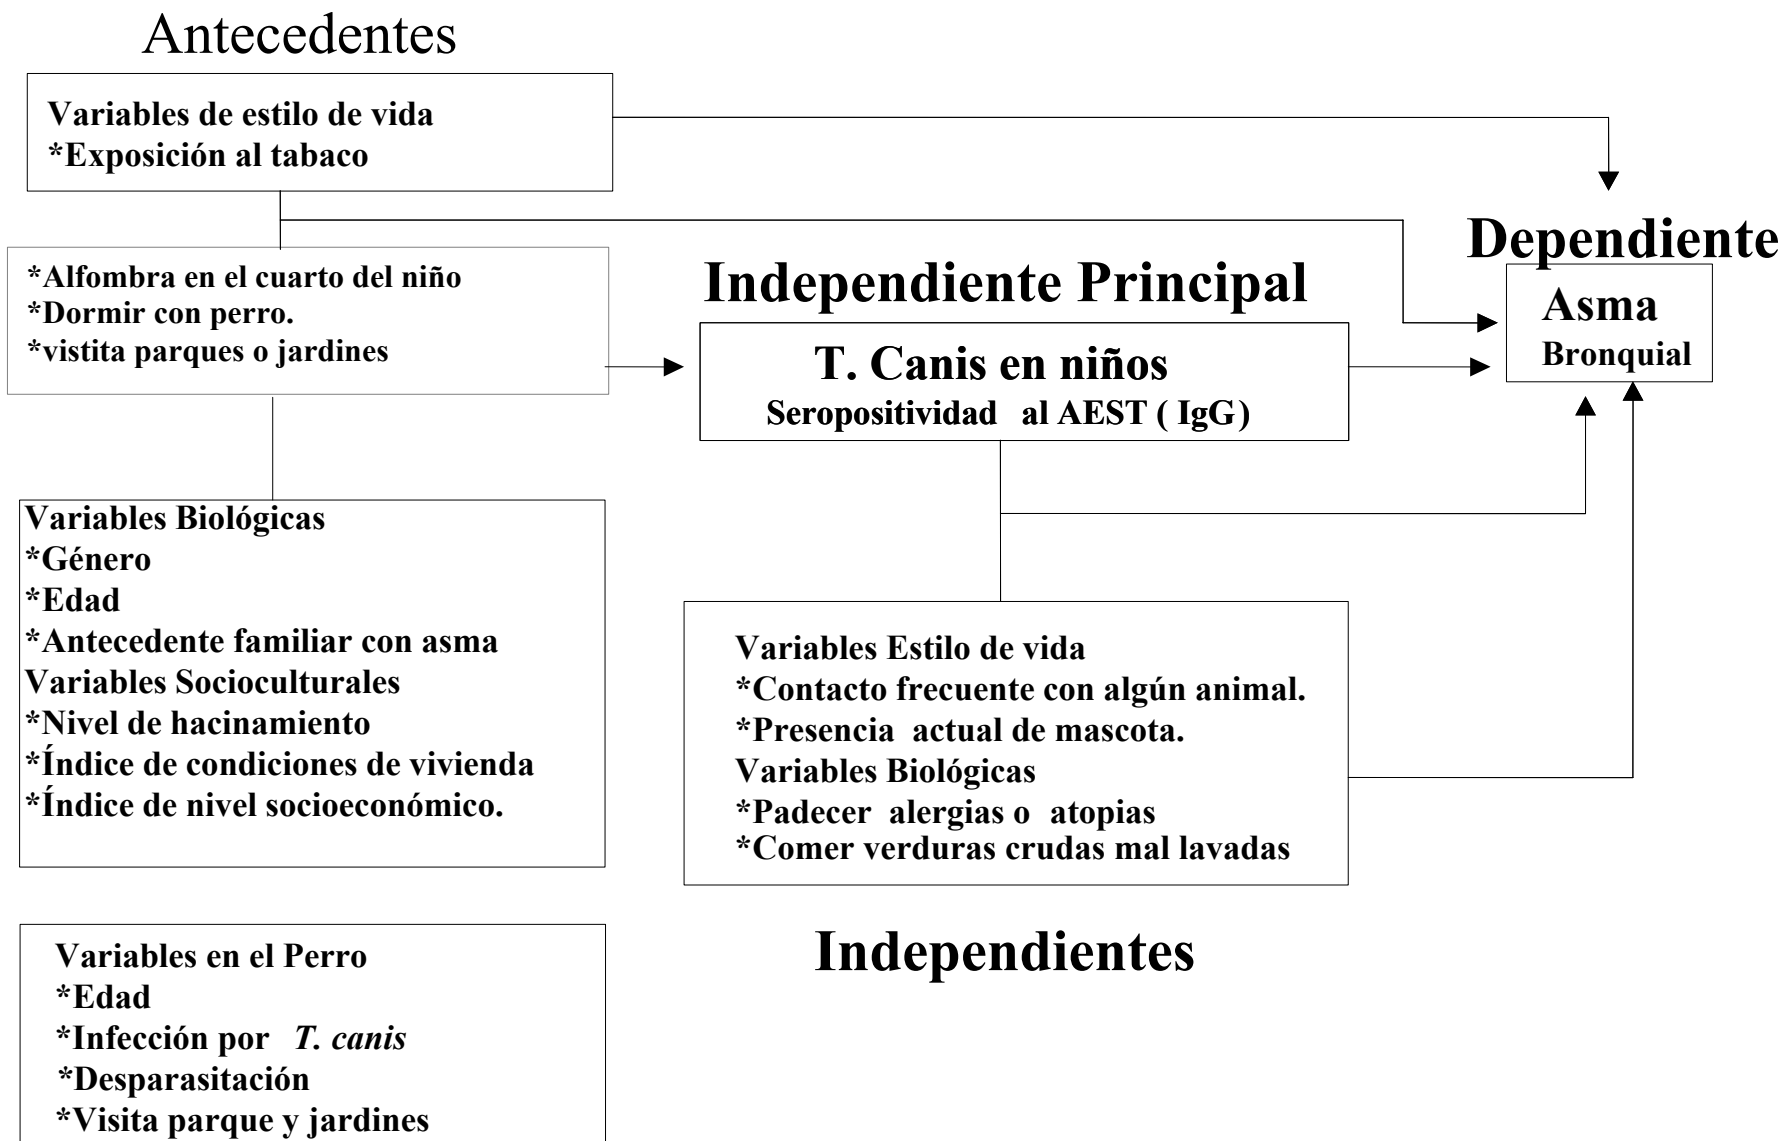 Antecedentes
Variables de estilo de vida
*Exposición al tabaco
*Alfombra en el cuarto del niño
*Dormir con perro.
*vistita parques o jardines
Variables Biológicas
*Género
*Edad
*Antecedente familiar con asma
Variables Socioculturales
*Nivel de hacinamiento
*Índice de condiciones de vivienda
*Índice de nivel socioeconómico.
Variables en el Perro
*Edad
*Infección por T. canis
*Desparasitación
*Visita parque y jardines
Independiente Principal
T. Canis en niños
Seropositividad al AEST ( IgG)
Variables Estilo de vida
*Contacto frecuente con algún animal.
*Presencia actual de mascota.
Variables Biológicas
*Padecer alergias o atopias
*Comer verduras crudas mal lavadas
Independientes
Dependiente
Asma
Bronquial